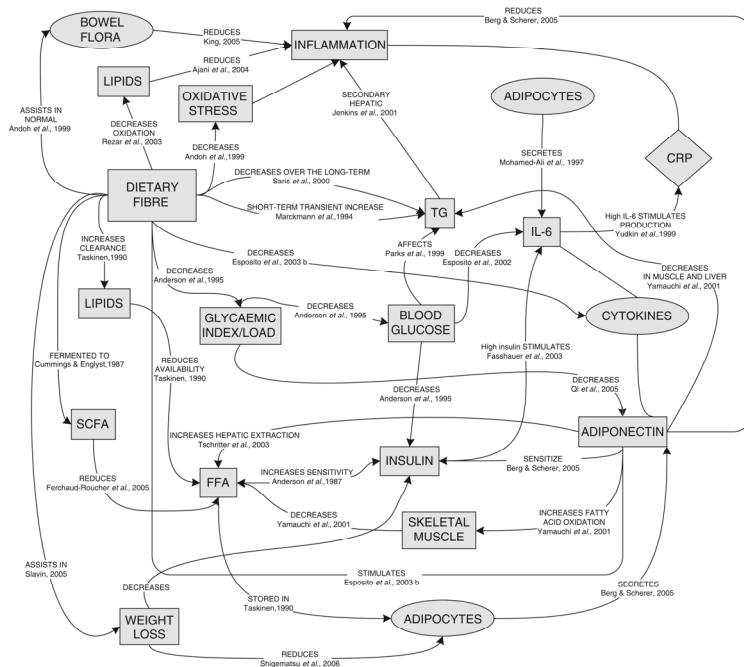 BOWEL
FLORA
REDUCES
King, 2005
REDUCES
Berg & Scherer, 2005
INFLAMMATION
REDUCES
Ajani et al., 2004
LIPIDS
OXIDATIVE
STRESS
ADIPOCYTES
SECONDARY
HEPATIC
Jenkins et al., 2001
ASSISTS IN
NORMAL
Andoh et al., 1999
DECREASES
OXIDATION
Rezar et al., 2003
DECREASES
Andoh et al., 1999
SECRETES
Mohamed-Ali et al., 1997
CRP
DIETARY
FIBRE
DECREASES OVER THE LONG-TERM
Saris et al., 2000
SHORT-TERM TRANSIENT INCREASE
Marckmann et al., 1994
TG
IL-6
High IL-6 STIMULATES
PRODUCTION
Yudkin et al., 1999
INCREASES
CLEARANCE
Taskinen, 1990
DECREASES
Esposito et al., 2003 b
AFFECTS
Parks et al., 1999
DECREASES
Esposito et al., 2002
DECREASES
IN MUSCLE AND LIVER
Yamauchi et al., 2001
DECREASES
Anderson et al., 1995
LIPIDS
GLYCAEMIC
INDEX/LOAD
DECREASES
Anderson et al., 1995
BLOOD
GLUCOSE
CYTOKINES
FERMENTED TO
Cummings & Englyst, 1987
REDUCES
AVAILABILITY
Taskinen, 1990
High insulin STIMULATES
Fasshauer et al., 2003
DECREASES
Anderson et al., 1995
DECREASES
Qi et al., 2005
SCFA
INCREASES HEPATIC EXTRACTION
Tschritter et al., 2003
ADIPONECTIN
REDUCES
Ferchaud-Roucher et al., 2005
FFA
INCREASES SENSITIVITY
Anderson et al., 1987
INSULIN
SENSITIZE
Berg & Scherer, 2005
DECREASES
Yamauchi et al., 2001
SKELETAL
MUSCLE
INCREASES FATTY
ACID OXIDATION
Yamauchi et al., 2001
ASSISTS IN
Slavin, 2005
DECREASES
STIMULATES
Esposito et al., 2003 b
STORED IN
Taskinen, 1990
SECRETES
Berg & Scherer, 2005
WEIGHT
LOSS
ADIPOCYTES
REDUCES
Shigematsu et al., 2006